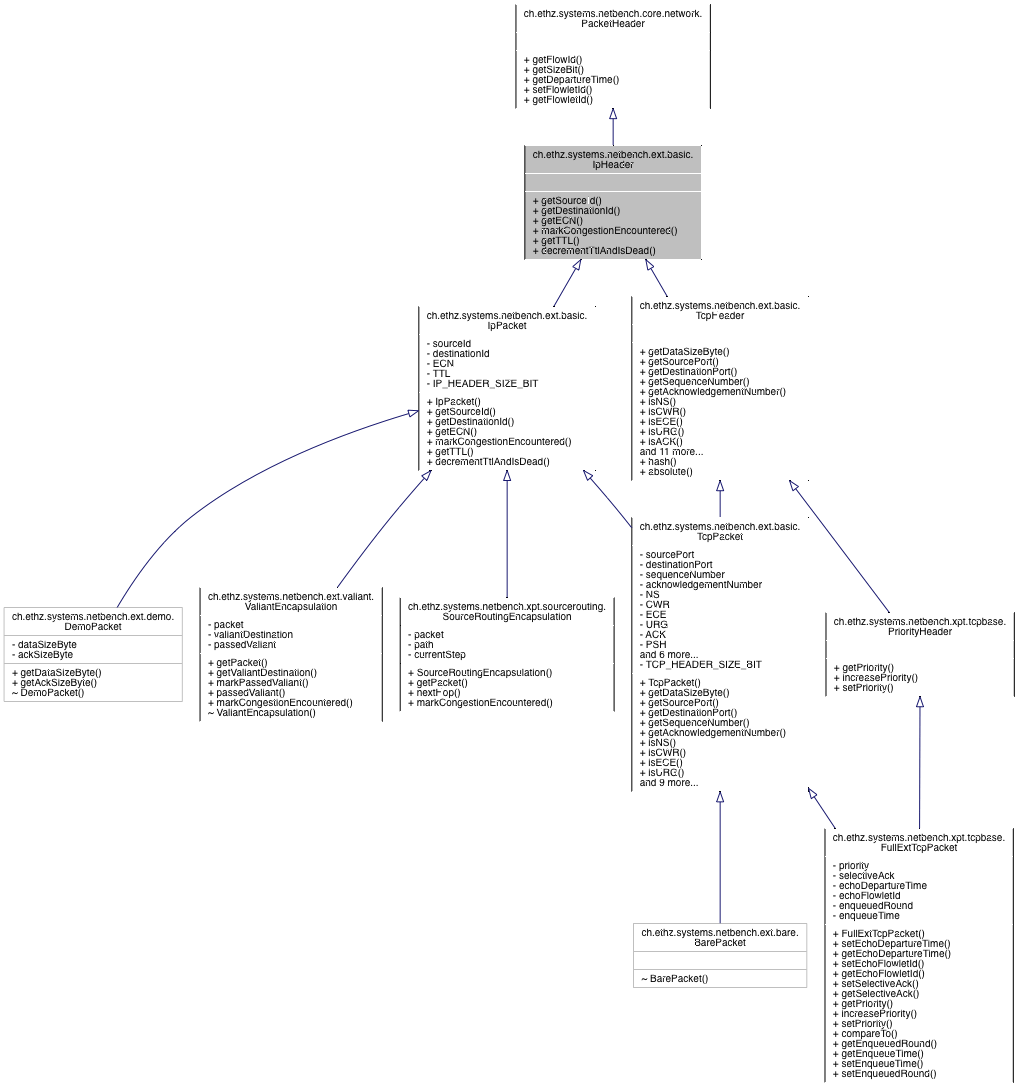 ch.ethz.systems.netbench.core.network.
PacketHeader
+ getFlowId()
+ getSizeBit()
+ getDepartureTime()
+ setFlowletId()
+ getFlowletId()
ch.ethz.systems.netbench.ext.basic.
IpHeader
+ getSourceId()
+ getDestinationId()
+ getECN()
+ markCongestionEncountered()
+ getTTL()
+ decrementTtlAndIsDead()
ch.ethz.systems.netbench.ext.basic.
IpPacket
- sourceId
- destinationId
- ECN
- TTL
- IP_HEADER_SIZE_BIT
+ IpPacket()
+ getSourceId()
+ getDestinationId()
+ getECN()
+ markCongestionEncountered()
+ getTTL()
+ decrementTtlAndIsDead()
ch.ethz.systems.netbench.ext.basic.
TcpHeader
+ getDataSizeByte()
+ getSourcePort()
+ getDestinationPort()
+ getSequenceNumber()
+ getAcknowledgementNumber()
+ isNS()
+ isCWR()
+ isECE()
+ isURG()
+ isACK()
and 11 more...
+ hash()
+ absolute()
ch.ethz.systems.netbench.ext.demo.
DemoPacket
- dataSizeByte
- ackSizeByte
+ getDataSizeByte()
+ getAckSizeByte()
~ DemoPacket()
ch.ethz.systems.netbench.ext.valiant.
ValiantEncapsulation
- packet
- valiantDestination
- passedValiant
+ getPacket()
+ getValiantDestination()
+ markPassedValiant()
+ passedValiant()
+ markCongestionEncountered()
~ ValiantEncapsulation()
ch.ethz.systems.netbench.xpt.sourcerouting.
SourceRoutingEncapsulation
- packet
- path
- currentStep
+ SourceRoutingEncapsulation()
+ getPacket()
+ nextHop()
+ markCongestionEncountered()
ch.ethz.systems.netbench.ext.basic.
TcpPacket
- sourcePort
- destinationPort
- sequenceNumber
- acknowledgementNumber
- NS
- CWR
- ECE
- URG
- ACK
- PSH
and 6 more...
- TCP_HEADER_SIZE_BIT
+ TcpPacket()
+ getDataSizeByte()
+ getSourcePort()
+ getDestinationPort()
+ getSequenceNumber()
+ getAcknowledgementNumber()
+ isNS()
+ isCWR()
+ isECE()
+ isURG()
and 9 more...
ch.ethz.systems.netbench.xpt.tcpbase.
PriorityHeader
+ getPriority()
+ increasePriority()
+ setPriority()
ch.ethz.systems.netbench.ext.bare.
BarePacket
~ BarePacket()
ch.ethz.systems.netbench.xpt.tcpbase.
FullExtTcpPacket
- priority
- selectiveAck
- echoDepartureTime
- echoFlowletId
- enqueuedRound
- enqueueTime
+ FullExtTcpPacket()
+ setEchoDepartureTime()
+ getEchoDepartureTime()
+ setEchoFlowletId()
+ getEchoFlowletId()
+ setSelectiveAck()
+ getSelectiveAck()
+ getPriority()
+ increasePriority()
+ setPriority()
+ compareTo()
+ getEnqueuedRound()
+ getEnqueueTime()
+ setEnqueueTime()
+ setEnqueuedRound()